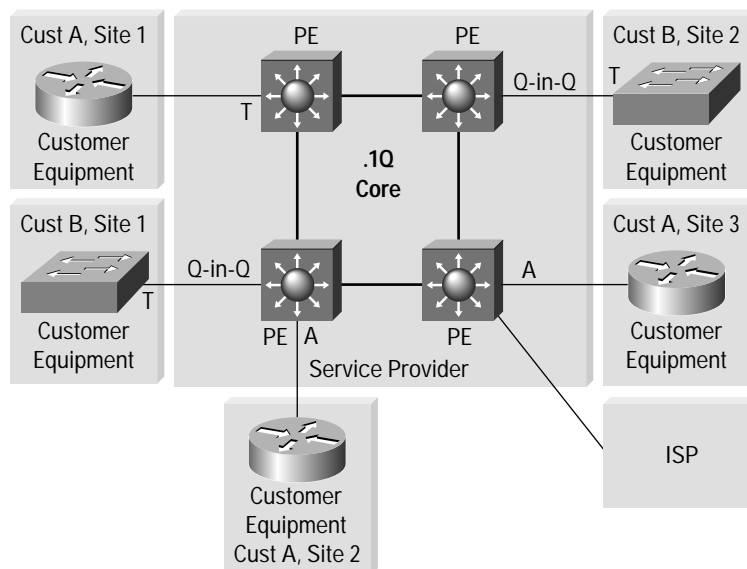 Cust A, Site 1
Customer
Equipment
T
PE
PE
Q-in-Q
Cust B, Site 2
T
Customer
Equipment
.1Q
Core
Cust B, Site 1
T
Customer
Equipment
Q-in-Q
PE
A
PE
A
Cust A, Site 3
Customer
Equipment
Service Provider
Customer
Equipment
Cust A, Site 2
ISP